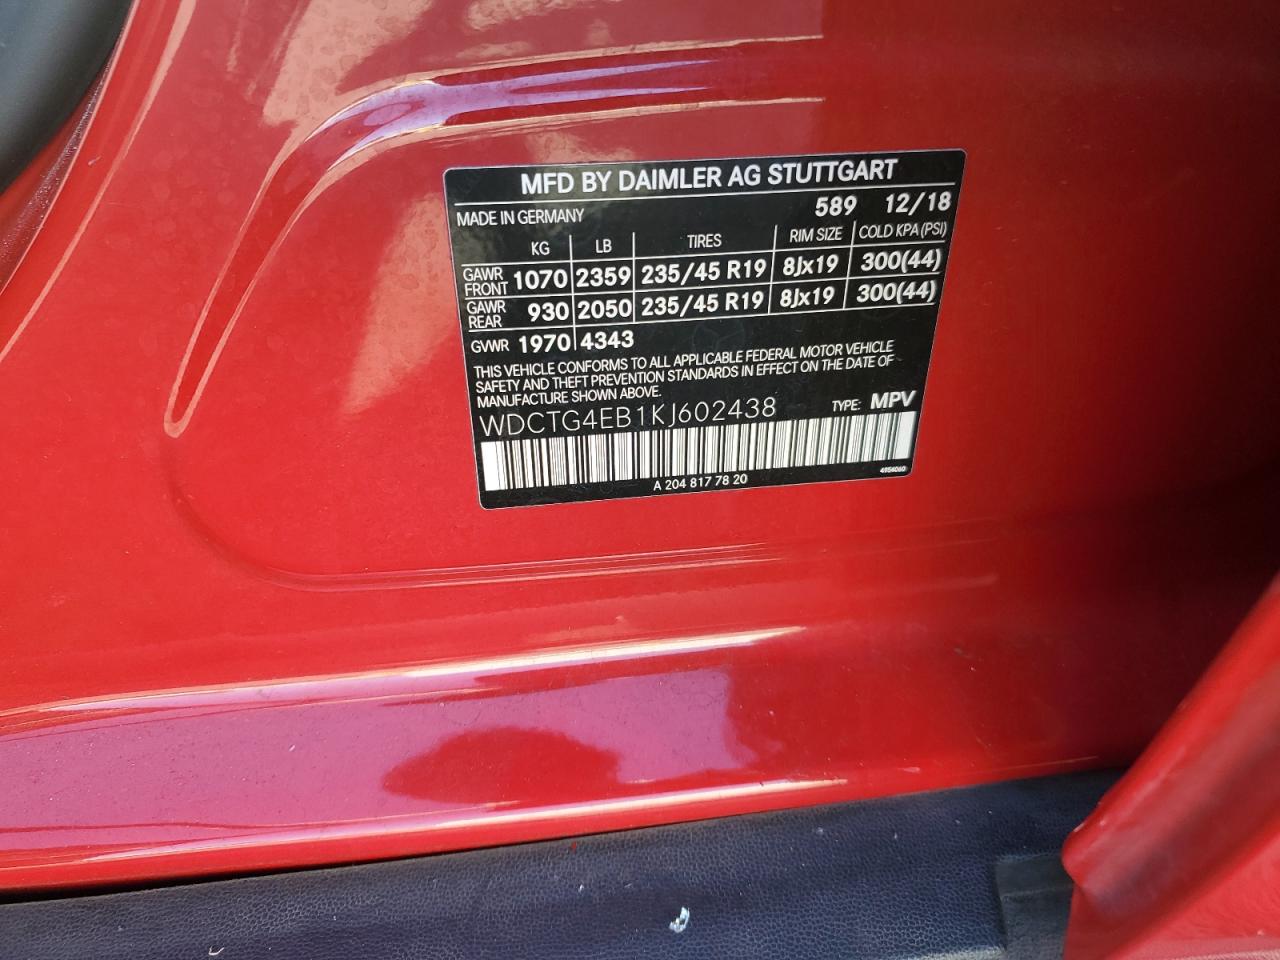 MFD BY DAIMLER AG STUTTGART
589 12/18
MADE IN GERMANY
KG LB TIRES RIM SIZE COLD KPA (PSI)
GAWR FRONT 1070 2359 235/45 R19 8Jx19 300(44)
GAWR REAR 930 2050 235/45 R19 8Jx19 300(44)
GVWR 1970 4343
THIS VEHICLE CONFORMS TO ALL APPLICABLE FEDERAL MOTOR VEHICLE
SAFETY AND THEFT PREVENTION STANDARDS IN EFFECT ON THE DATE OF
MANUFACTURE SHOWN ABOVE.
WDCTG4EB1KJ602438 TYPE: MPV
A 204 817 78 20
4954060